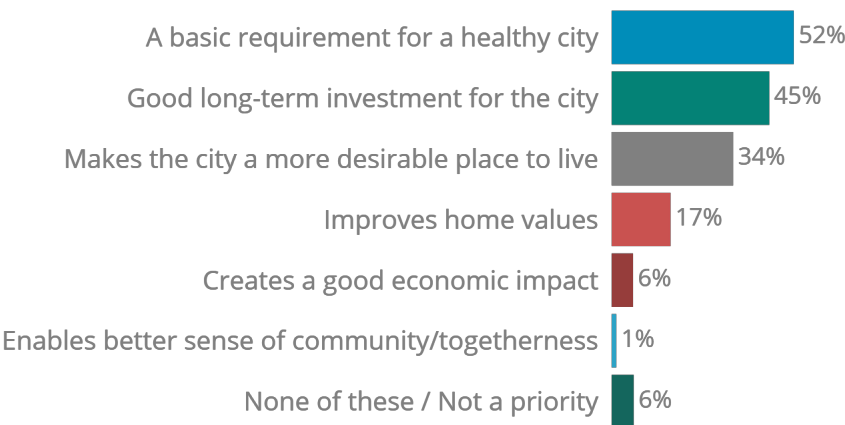 A basic requirement for a healthy city 52%
Good long-term investment for the city 45%
Makes the city a more desirable place to live 34%
Improves home values 17%
Creates a good economic impact 6%
Enables better sense of community/togetherness 1%
None of these / Not a priority 6%